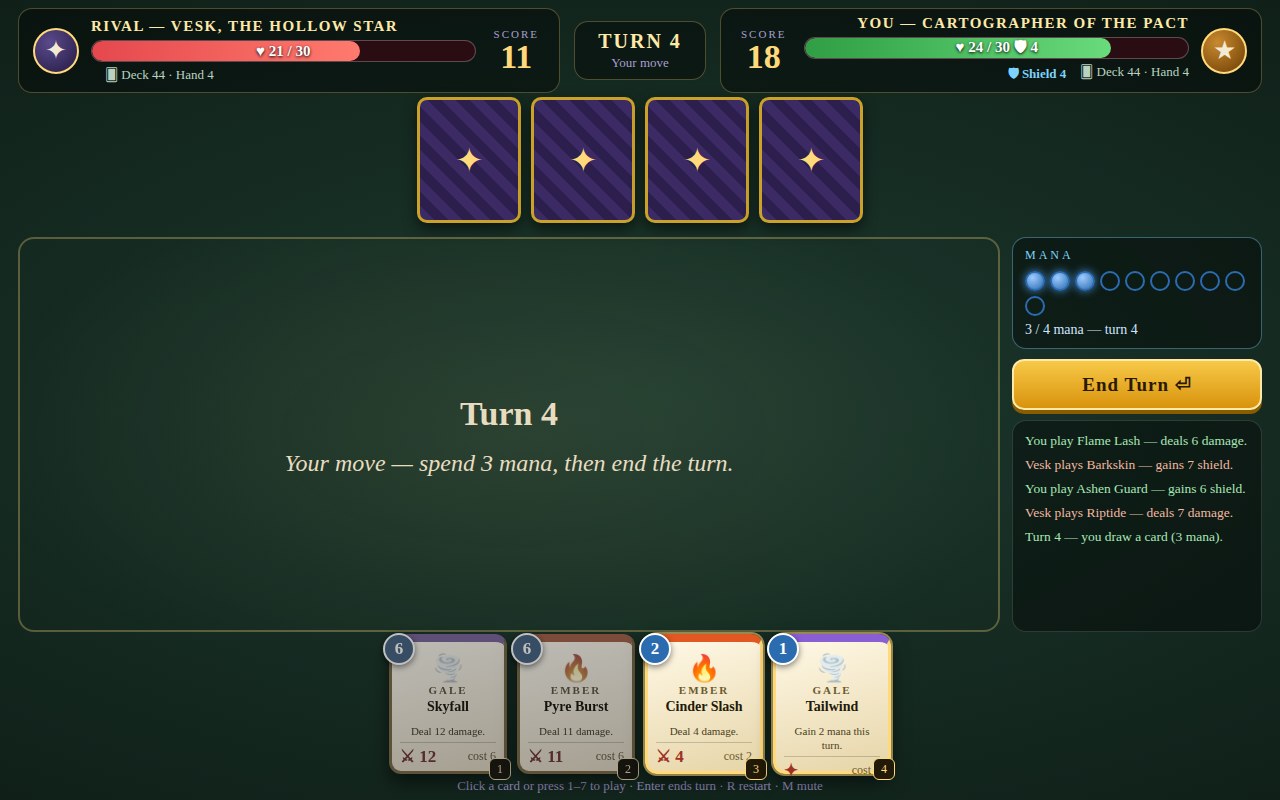 RIVAL — VESK, THE HOLLOW STAR
♥ 21 / 30
Deck 44 · Hand 4
SCORE
11
TURN 4
Your move
SCORE
18
YOU — CARTOGRAPHER OF THE PACT
♥ 24 / 30 🛡 4
🛡 Shield 4
Deck 44 · Hand 4
MANA
3 / 4 mana — turn 4
End Turn ⏎
Turn 4
Your move — spend 3 mana, then end the turn.
You play Flame Lash — deals 6 damage.
Vesk plays Barkskin — gains 7 shield.
You play Ashen Guard — gains 6 shield.
Vesk plays Riptide — deals 7 damage.
Turn 4 — you draw a card (3 mana).
6
GALE
Skyfall
Deal 12 damage.
⚔ 12
cost 6
1
6
EMBER
Pyre Burst
Deal 11 damage.
⚔ 11
cost 6
2
2
EMBER
Cinder Slash
Deal 4 damage.
⚔ 4
cost 2
3
1
GALE
Tailwind
Gain 2 mana this
turn.
✦
cost
4
Click a card or press 1–7 to play · Enter ends turn · R restart · M mute